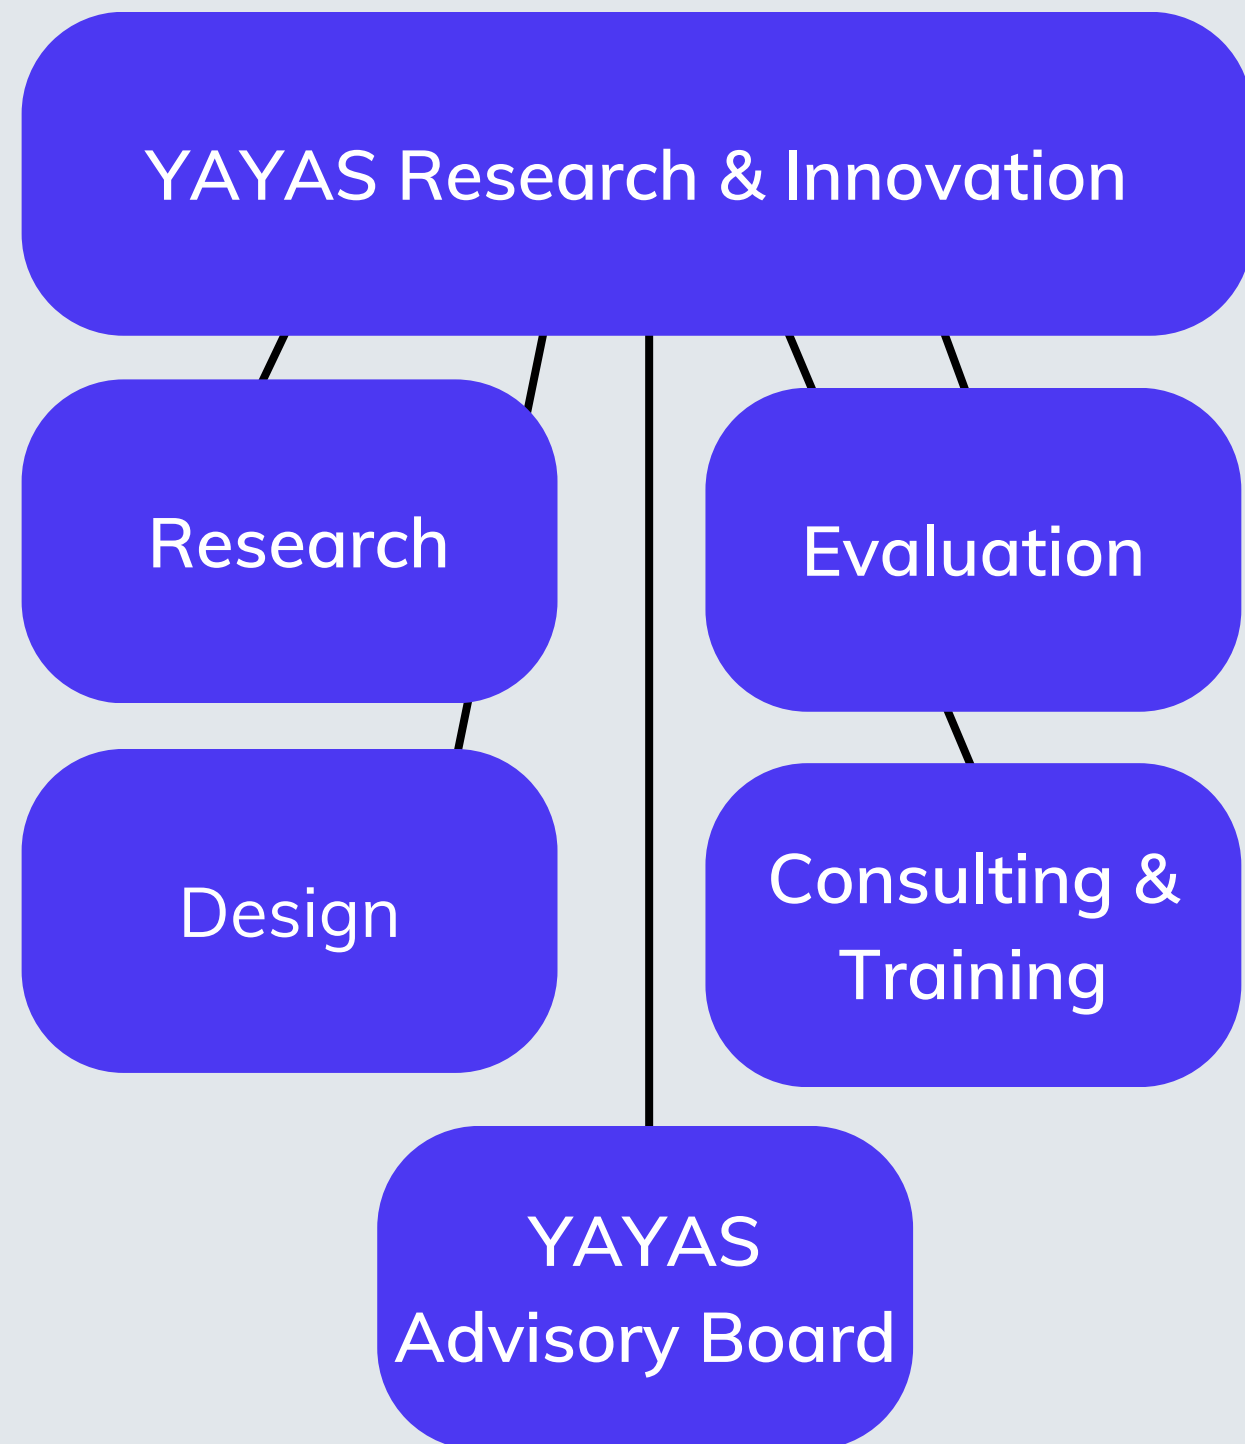 YAYAS Research & Innovation
Research
Evaluation
Design
Consulting &
Training
YAYAS
Advisory Board